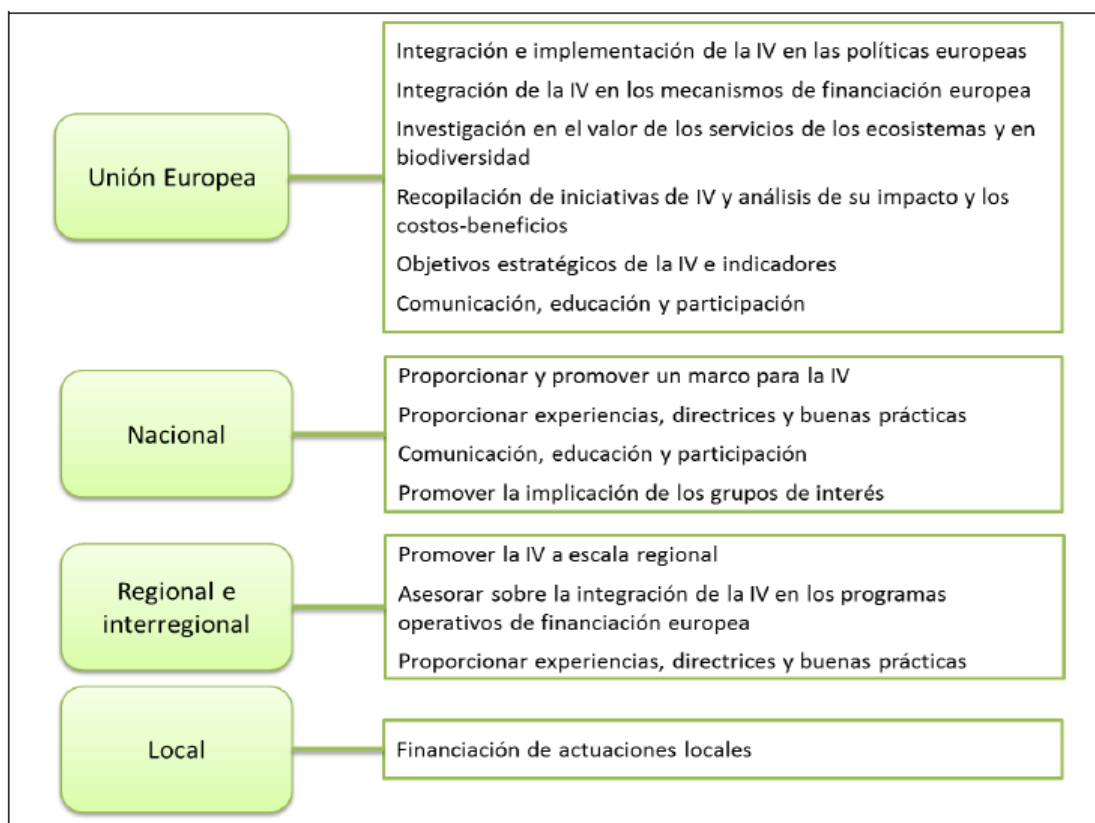 Unión Europea
Integración e implementación de la IV en las políticas europeas
Integración de la IV en los mecanismos de financiación europea
Investigación en el valor de los servicios de los ecosistemas y en
biodiversidad
Recopilación de iniciativas de IV y análisis de su impacto y los
costos-beneficios
Objetivos estratégicos de la IV e indicadores
Comunicación, educación y participación
Nacional
Proporcionar y promover un marco para la IV
Proporcionar experiencias, directrices y buenas prácticas
Comunicación, educación y participación
Promover la implicación de los grupos de interés
Regional e
interregional
Promover la IV a escala regional
Asesorar sobre la integración de la IV en los programas
operativos de financiación europea
Proporcionar experiencias, directrices y buenas prácticas
Local
Financiación de actuaciones locales